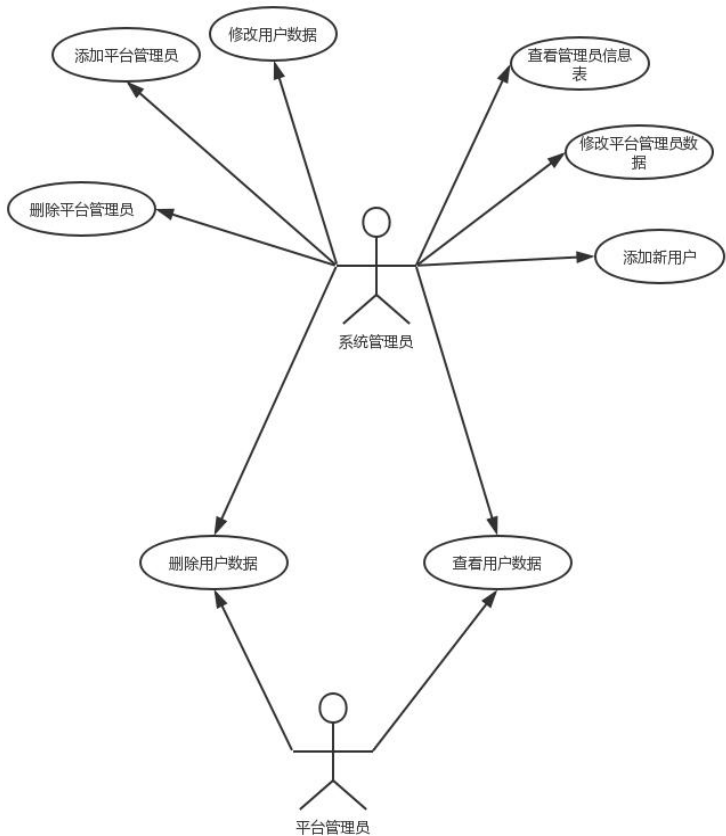 修改用户数据
添加平台管理员
查看管理员信息
表
修改平台管理员数
据
删除平台管理员
添加新用户
系统管理员
删除用户数据
查看用户数据
平台管理员